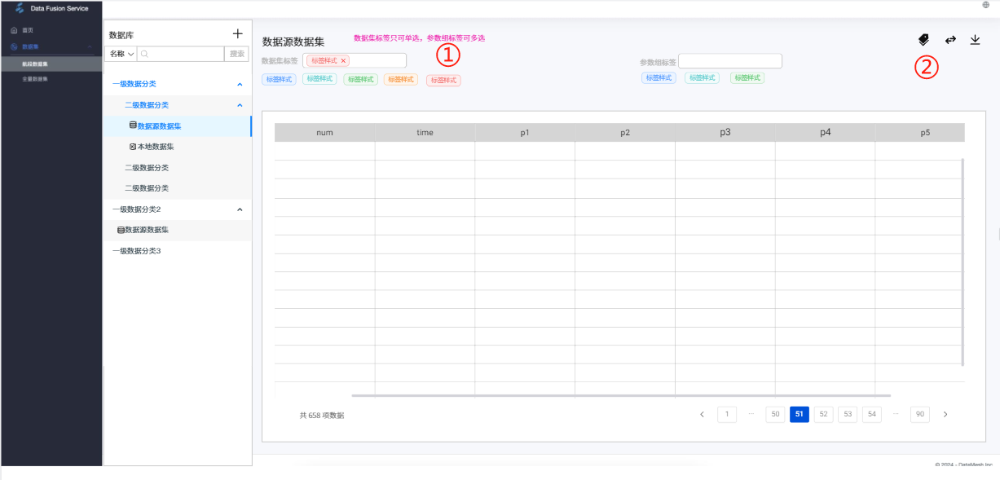 Data Fusion Service
首页
数据集
航段数据集
全量数据集
数据库
名称
搜索
一级数据分类
二级数据分类
数据源数据集
本地数据集
二级数据分类
二级数据分类
一级数据分类2
数据源数据集
一级数据分类3
数据源数据集
数据集标签只可单选，参数组标签可多选
①
②
数据集标签 标签样式
参数组标签
标签样式 标签样式 标签样式 标签样式 标签样式
标签样式 标签样式 标签样式
num time p1 p2 p3 p4 p5
共 658 项数据
1 ··· 50 51 52 53 54 ··· 90
© 2024 - DataMesh Inc